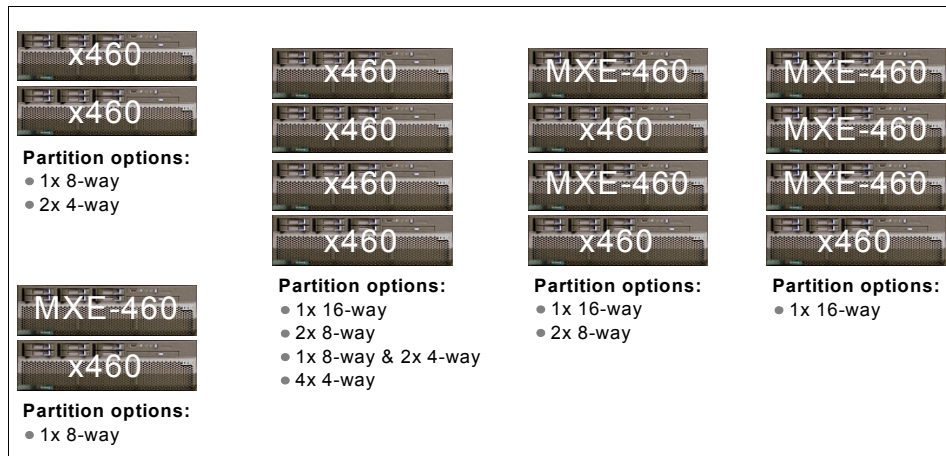 x460
x460
Partition options:
● 1x 8-way
● 2x 4-way
MXE-460
x460
Partition options:
● 1x 8-way
x460
x460
x460
x460
Partition options:
● 1x 16-way
● 2x 8-way
● 1x 8-way & 2x 4-way
● 4x 4-way
MXE-460
x460
MXE-460
x460
Partition options:
● 1x 16-way
● 2x 8-way
MXE-460
MXE-460
MXE-460
x460
Partition options:
● 1x 16-way